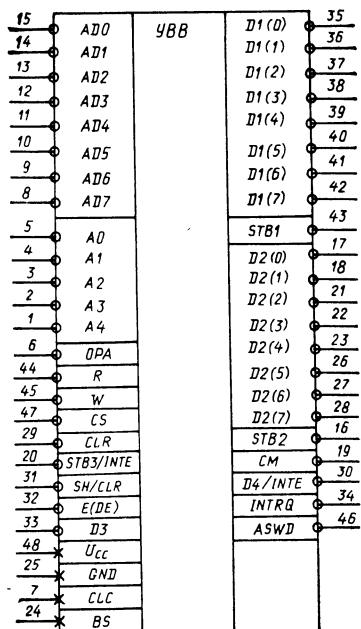 15 AD0 УВВ D1(0) 35
14 AD1 D1(1) 36
13 AD2 D1(2) 37
12 AD3 D1(3) 38
11 AD4 D1(4) 39
10 AD5 D1(5) 40
9 AD6 D1(6) 41
8 AD7 D1(7) 42
5 A0 STB1 43
4 A1 D2(0) 17
3 A2 D2(1) 18
2 A3 D2(2) 21
1 A4 D2(3) 22
6 OPA D2(4) 23
44 R D2(5) 26
45 W D2(6) 27
47 CS D2(7) 28
29 CLR STB2 16
20 STB3/INTE CM 19
31 SH/CLR D4/INTE 30
32 E(DE) INTRQ 34
33 D3 ASWD 46
48 Ucc
25 GND
7 CLC
24 BS